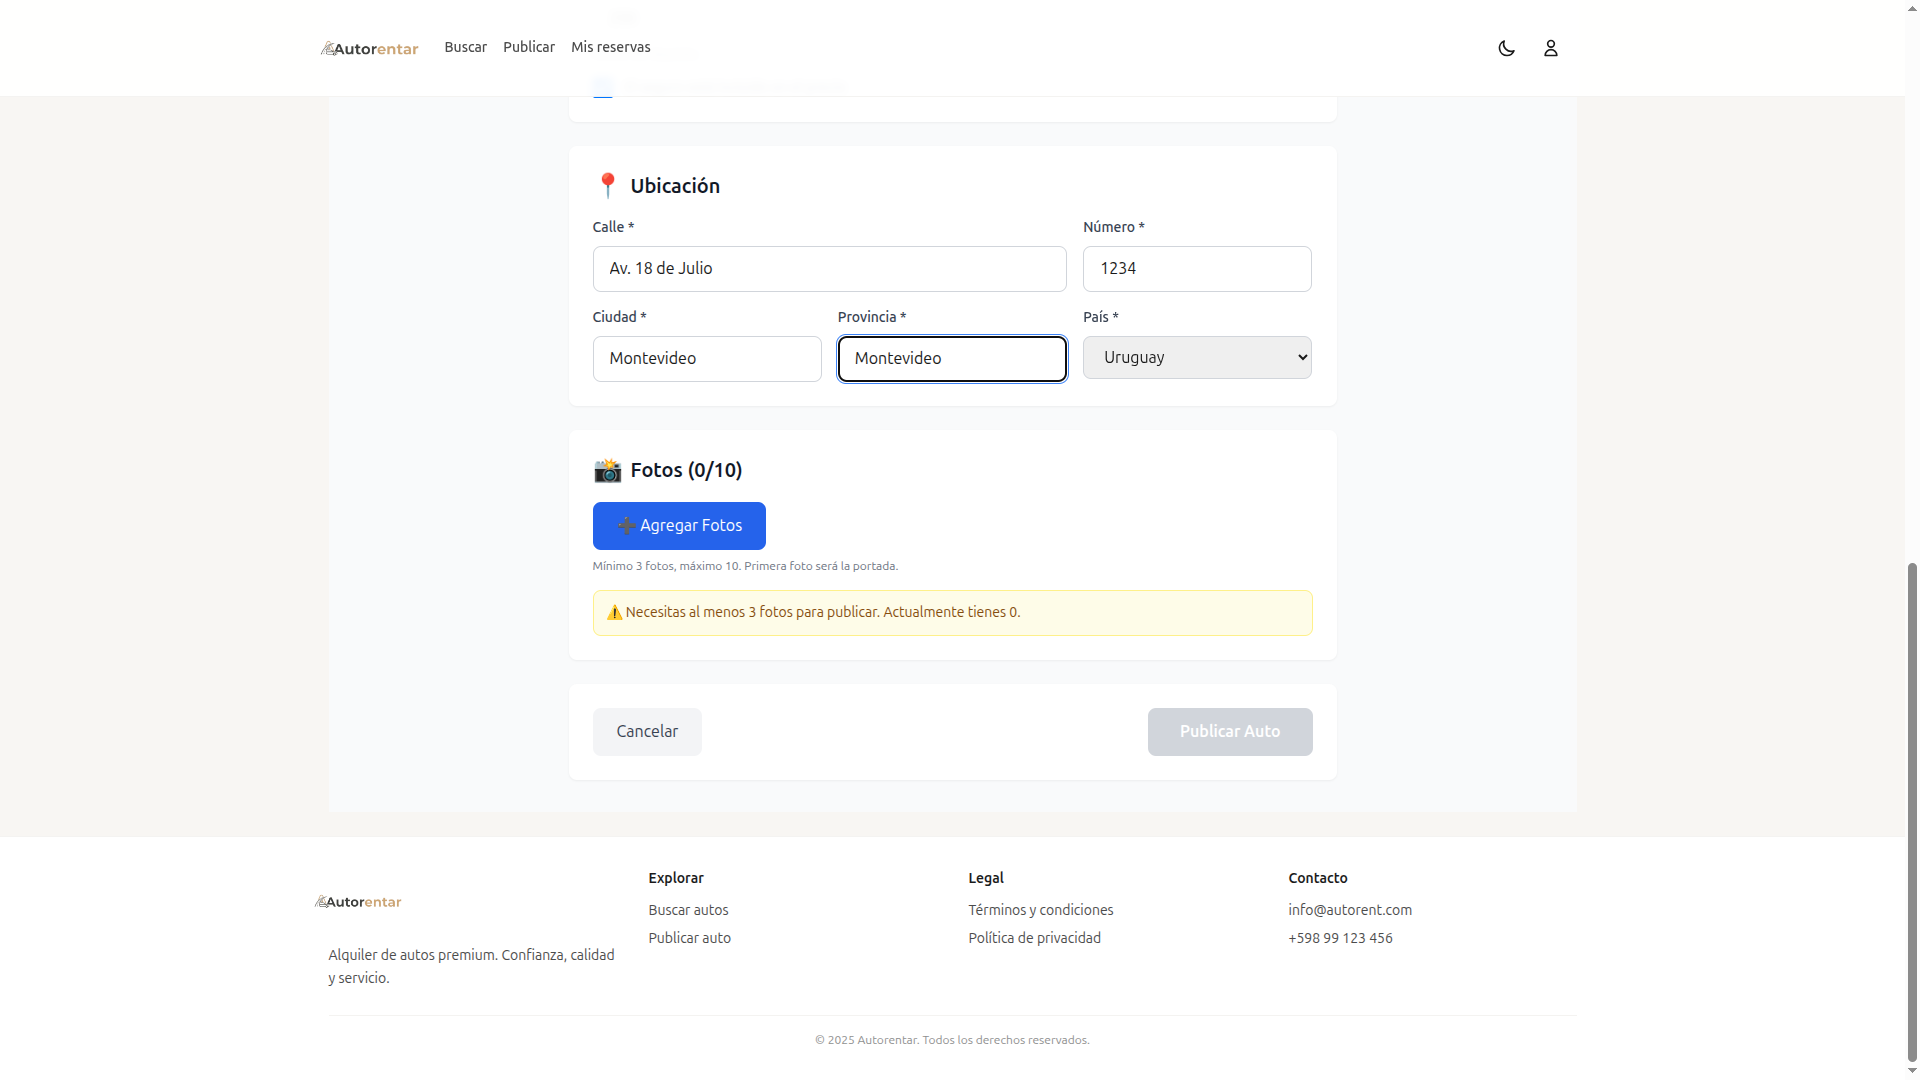 Autorentar
Buscar
Publicar
Mis reservas
Ubicación
Calle *
Número *
Av. 18 de Julio
1234
Ciudad *
Provincia *
País *
Montevideo
Montevideo
Uruguay
Fotos (0/10)
Agregar Fotos
Mínimo 3 fotos, máximo 10. Primera foto será la portada.
Necesitas al menos 3 fotos para publicar. Actualmente tienes 0.
Cancelar
Publicar Auto
Autorentar
Alquiler de autos premium. Confianza, calidad
y servicio.
Explorar
Buscar autos
Publicar auto
Legal
Términos y condiciones
Política de privacidad
Contacto
info@autorent.com
+598 99 123 456
© 2025 Autorentar. Todos los derechos reservados.